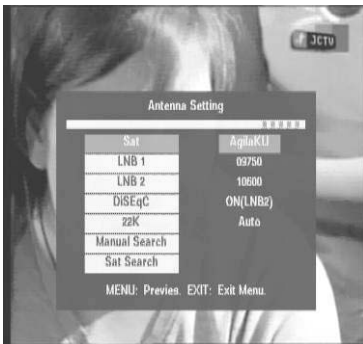 JCTV
Antenna Setting
Sat AgilaKU
LNB 1 09750
LNB 2 10600
DiSEqC ON(LNB2)
22K Auto
Manual Search
Sat Search
MENU: Previes. EXIT: Exit Menu.